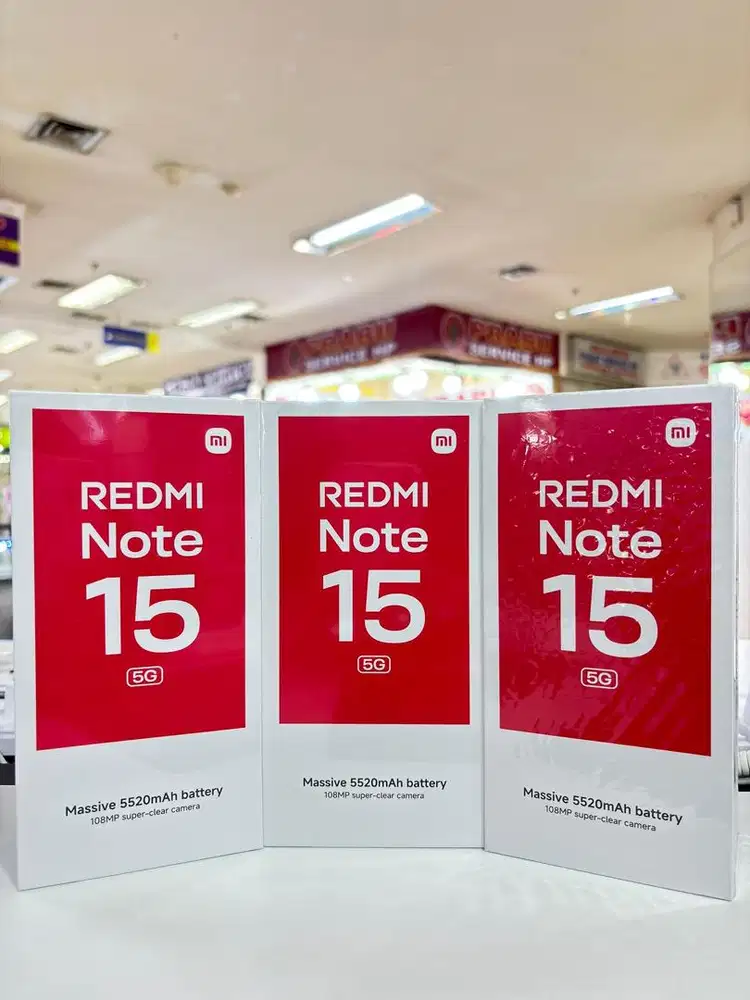 SERVICE HP
SERVICE HP
mi
REDMI
Note
15
5G
Massive 5520mAh battery
108MP super-clear camera
mi
REDMI
Note
15
5G
Massive 5520mAh battery
108MP super-clear camera
mi
REDMI
Note
15
5G
Massive 5520mAh battery
108MP super-clear camera